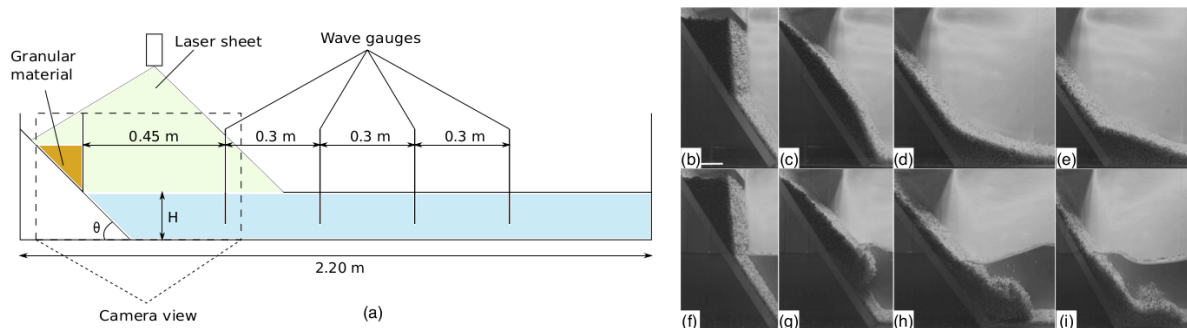 Laser sheet
Wave gauges
Granular
material
0.45 m
0.3 m
0.3 m
0.3 m
H
θ
2.20 m
Camera view
(a)
(b)
(c)
(d)
(e)
(f)
(g)
(h)
(i)